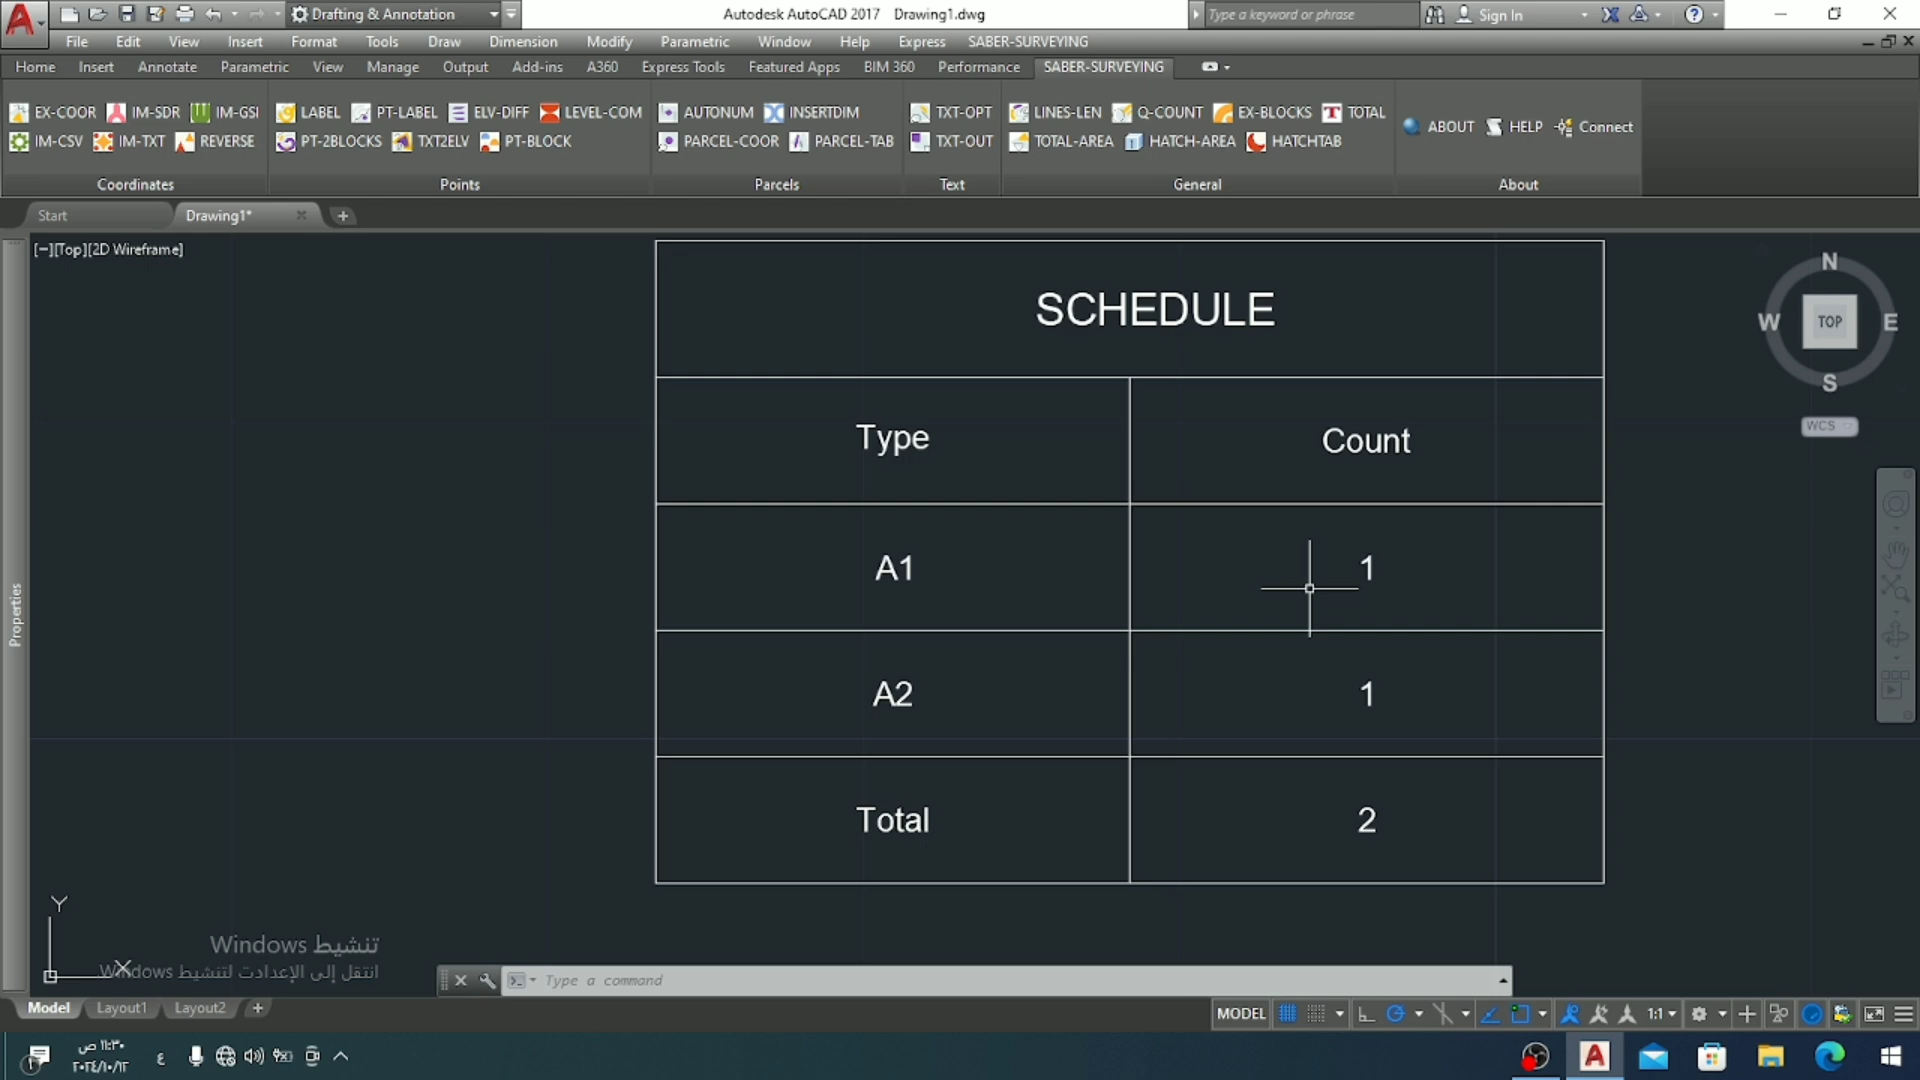 Drafting & Annotation
Autodesk AutoCAD 2017 Drawing1.dwg
Type a keyword or phrase
Sign In
File Edit View Insert Format Tools Draw Dimension Modify Parametric Window Help Express SABER-SURVEYING
Home Insert Annotate Parametric View Manage Output Add-ins A360 Express Tools Featured Apps BIM 360 Performance SABER-SURVEYING
EX-COOR IM-SDR IM-GSI LABEL PT-LABEL ELV-DIFF LEVEL-COM AUTONUM INSERTDIM TXT-OPT LINES-LEN Q-COUNT EX-BLOCKS TOTAL
ABOUT HELP Connect
IM-CSV IM-TXT REVERSE PT-2BLOCKS TXT2ELV PT-BLOCK PARCEL-COOR PARCEL-TAB TXT-OUT TOTAL-AREA HATCH-AREA HATCHTAB
Coordinates Points Parcels Text General About
Start Drawing1*
[−][Top][2D Wireframe]
N
W TOP E
S
WCS
SCHEDULE
Type Count
A1 1
A2 1
Total 2
Properties
Y
X
تنشيط Windows
انتقل إلى الإعدادت لتنشيط Windows
Type a command
Model Layout1 Layout2
MODEL 1:1
١١:٣٠ ص
٢٠٢٤/١٠/١٢
ع